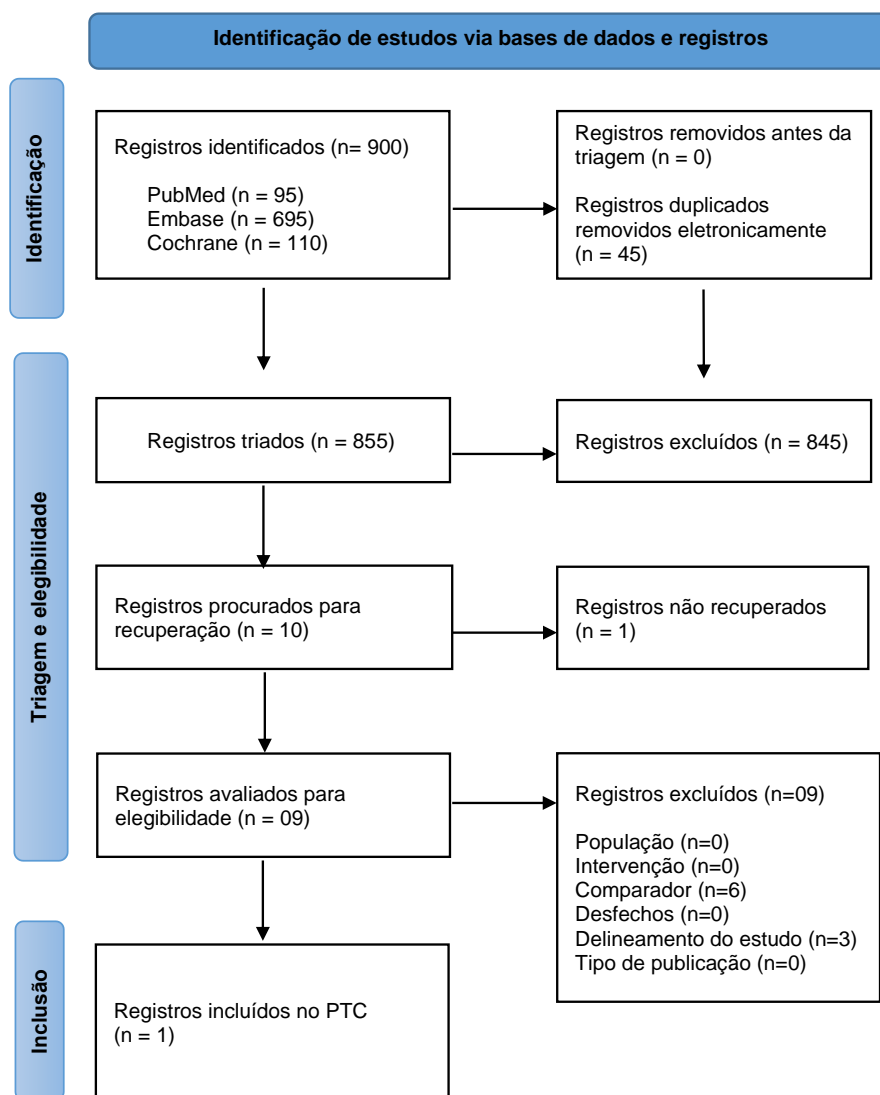 Identificação de estudos via bases de dados e registros
Identificação
Registros identificados (n= 900)
PubMed (n = 95)
Embase (n = 695)
Cochrane (n = 110)
Registros removidos antes da
triagem (n = 0)
Registros duplicados
removidos eletronicamente
(n = 45)
Triagem e elegibilidade
Registros triados (n = 855)
Registros excluídos (n = 845)
Registros procurados para
recuperação (n = 10)
Registros não recuperados
(n = 1)
Registros avaliados para
elegibilidade (n = 09)
Registros excluídos (n=09)
População (n=0)
Intervenção (n=0)
Comparador (n=6)
Desfechos (n=0)
Delineamento do estudo (n=3)
Tipo de publicação (n=0)
Inclusão
Registros incluídos no PTC
(n = 1)